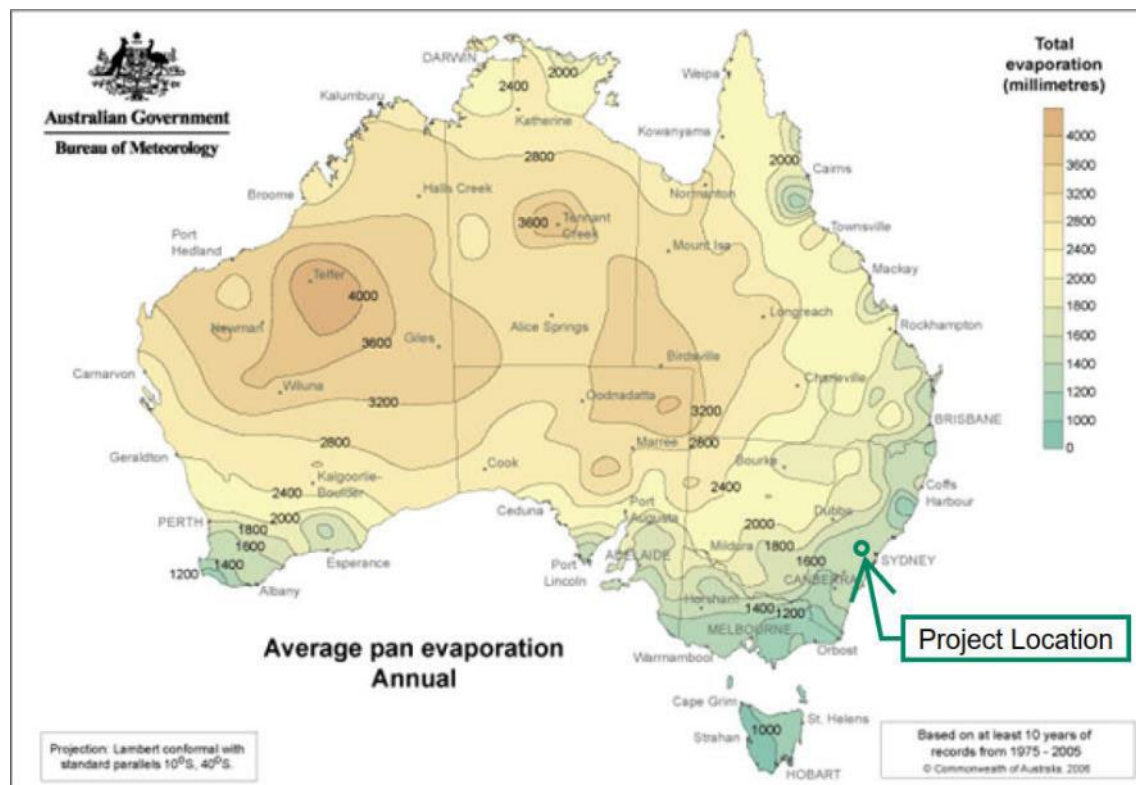 Australian Government
Bureau of Meteorology
Total
evaporation
(millimetres)
4000
3600
3200
2800
2400
2000
1800
1600
1400
1200
1000
0
DARWIN
2000
2400
Katherine
Weipa
Kalumburu
Kowanyama
2800
2000
Cairns
Broome
Halls Creek
Normanton
3600
Tennant
Creek
Townsville
Port
Hedland
Mount Isa
Telfer
4000
Mackay
Newman
Alice Springs
Longreach
Rockhampton
3600
Giles
Birdsville
Carnarvon
Wiluna
Charleville
3200
Oodnadatta
3200
BRISBANE
2800
Marree
2800
Geraldton
Cook
Bourke
Kalgoorlie-
Boulder
2400
2400
Coffs
Harbour
PERTH
2000
Ceduna
Port
Augusta
Dubbo
1800
2000
1600
ADELAIDE
Mildura
1800
SYDNEY
1400
Esperance
Port
Lincoln
1600
CANBERRA
1200
Albany
Horsham
1400
1200
MELBOURNE
Project Location
Average pan evaporation
Annual
Warrnambool
Orbost
Cape Grim
St. Helens
1000
Strahan
HOBART
Projection: Lambert conformal with
standard parallels 10°S, 40°S.
Based on at least 10 years of
records from 1975 - 2005
© Commonwealth of Australia, 2006